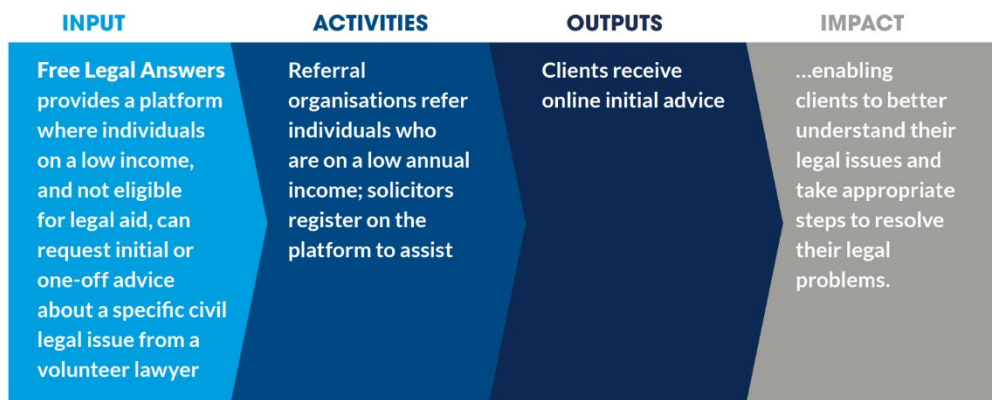 INPUT
Free Legal Answers
provides a platform
where individuals
on a low income,
and not eligible
for legal aid, can
request initial or
one-off advice
about a specific civil
legal issue from a
volunteer lawyer
ACTIVITIES
Referral
organisations refer
individuals who
are on a low annual
income; solicitors
register on the
platform to assist
OUTPUTS
Clients receive
online initial advice
IMPACT
...enabling
clients to better
understand their
legal issues and
take appropriate
steps to resolve
their legal
problems.